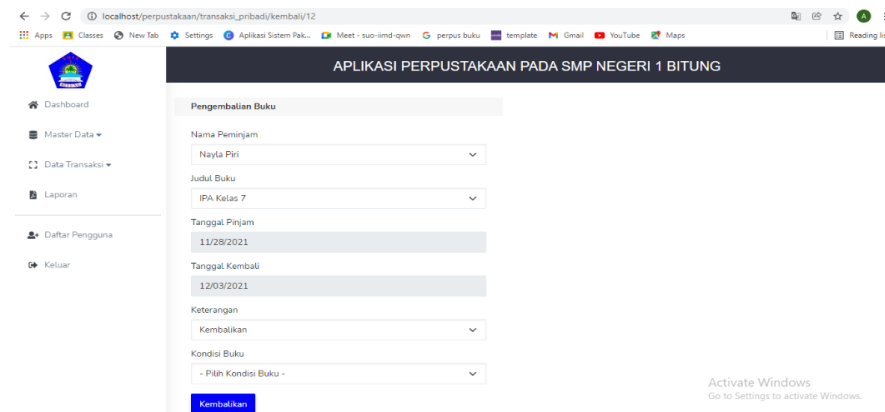 localhost/perpustakaan/transaksi_pribadi/kembali/12
Apps Classes New Tab Settings Aplikasi Sistem Pak... Meet - suo-iimd-qwn perpus buku template Gmail YouTube Maps Reading lis
APLIKASI PERPUSTAKAAN PADA SMP NEGERI 1 BITUNG
Dashboard
Master Data
Data Transaksi
Laporan
Daftar Pengguna
Keluar
Pengembalian Buku
Nama Peminjam
Nayla Piri
Judul Buku
IPA Kelas 7
Tanggal Pinjam
11/28/2021
Tanggal Kembali
12/03/2021
Keterangan
Kembalikan
Kondisi Buku
- Pilih Kondisi Buku -
Kembalikan
Activate Windows
Go to Settings to activate Windows.
A